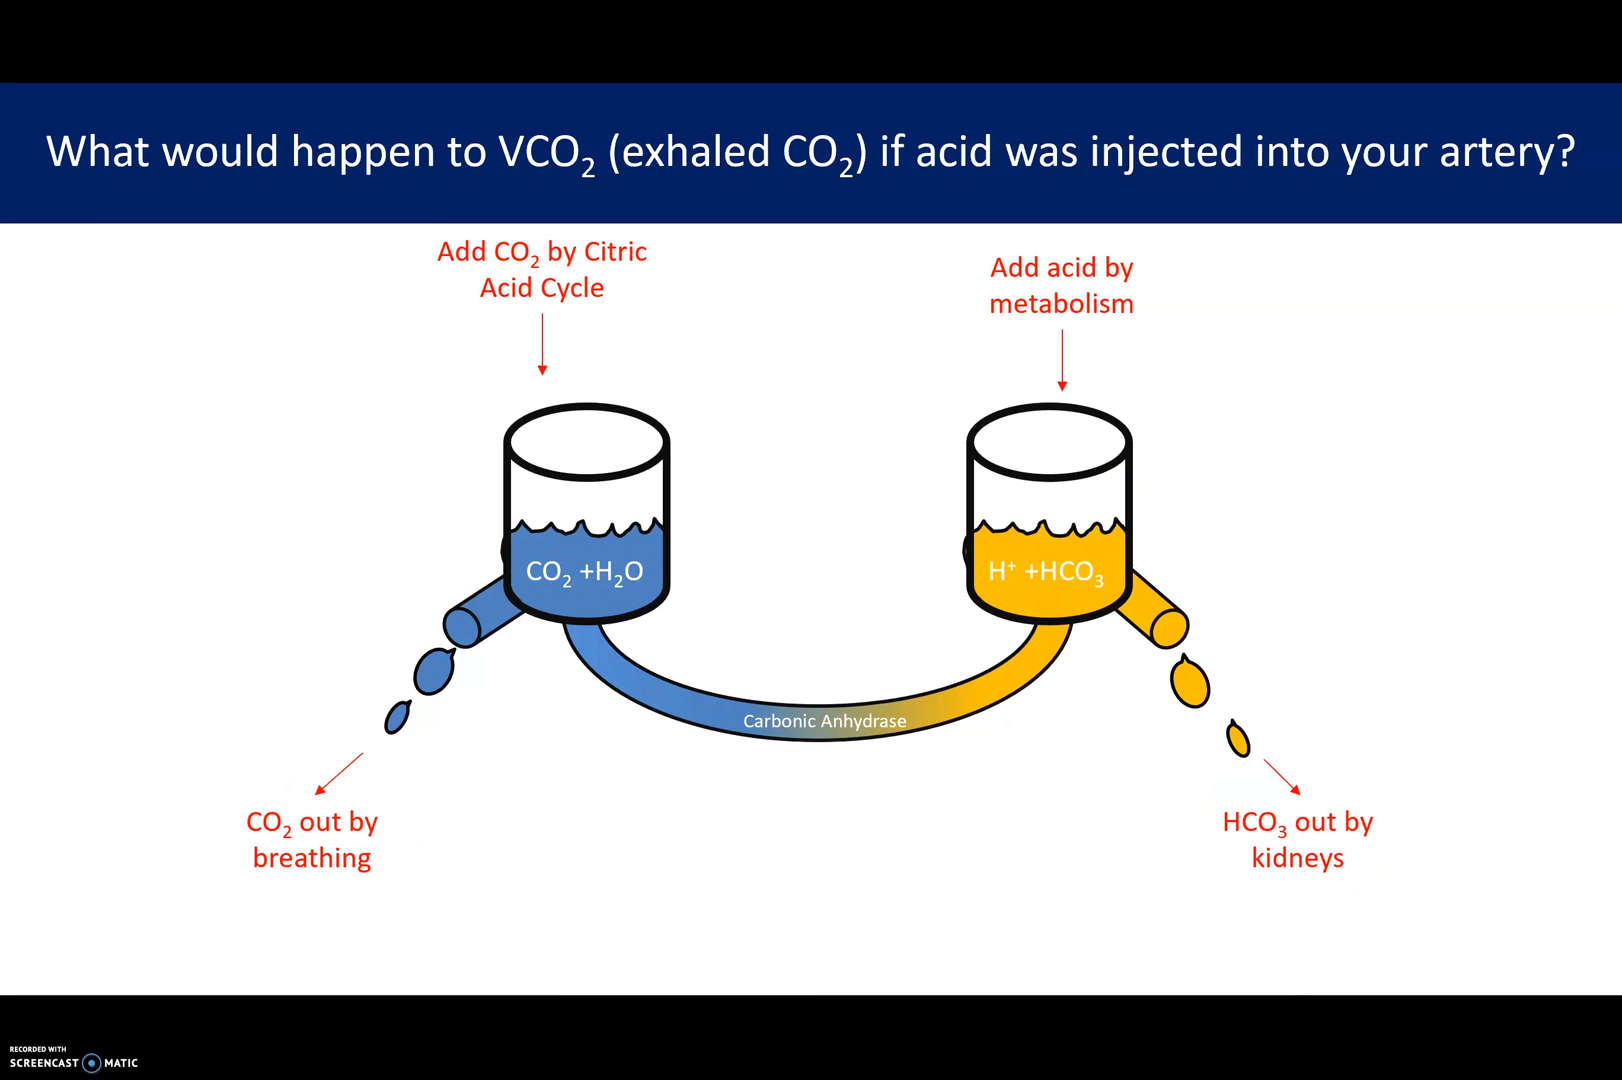 What would happen to VCO₂ (exhaled CO₂) if acid was injected into your artery?
Add CO₂ by Citric
Acid Cycle
Add acid by
metabolism
CO₂ +H₂O
H⁺ +HCO₃
Carbonic Anhydrase
CO₂ out by
breathing
HCO₃ out by
kidneys
RECORDED WITH
SCREENCAST MATIC